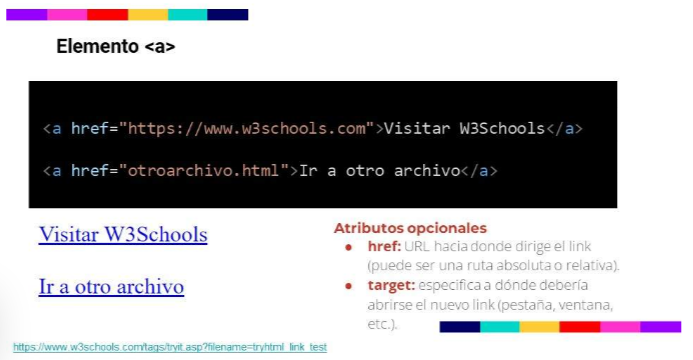 Elemento <a>
<a href="https://www.w3schools.com">Visitar W3Schools</a>
<a href="otroarchivo.html">Ir a otro archivo</a>
Visitar W3Schools
Ir a otro archivo
Atributos opcionales
● href: URL hacia donde dirige el link
(puede ser una ruta absoluta o relativa).
● target: especifica a dónde debería
abrirse el nuevo link (pestaña, ventana,
etc.).
https://www.w3schools.com/tags/tryit.asp?filename=tryhtml_link_test